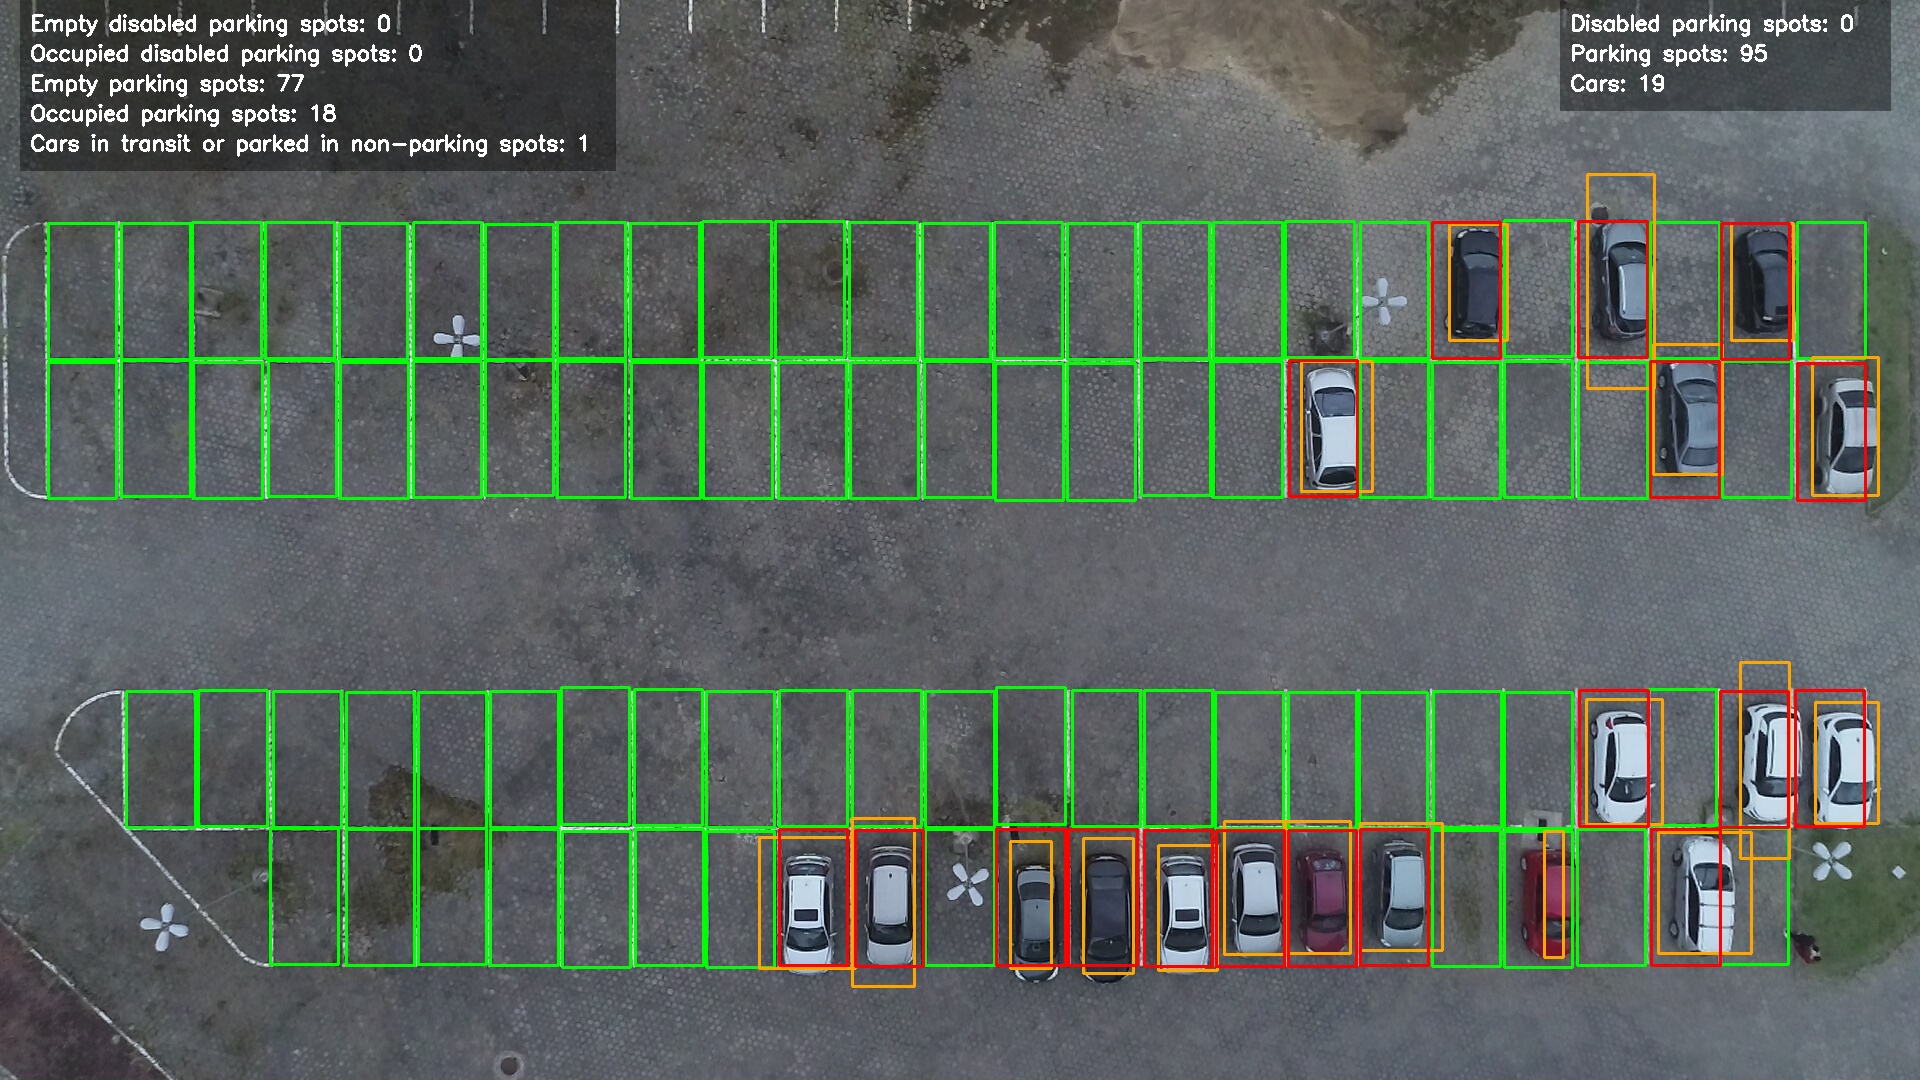 Empty disabled parking spots: 0
Occupied disabled parking spots: 0
Empty parking spots: 77
Occupied parking spots: 18
Cars in transit or parked in non-parking spots: 1
Disabled parking spots: 0
Parking spots: 95
Cars: 19